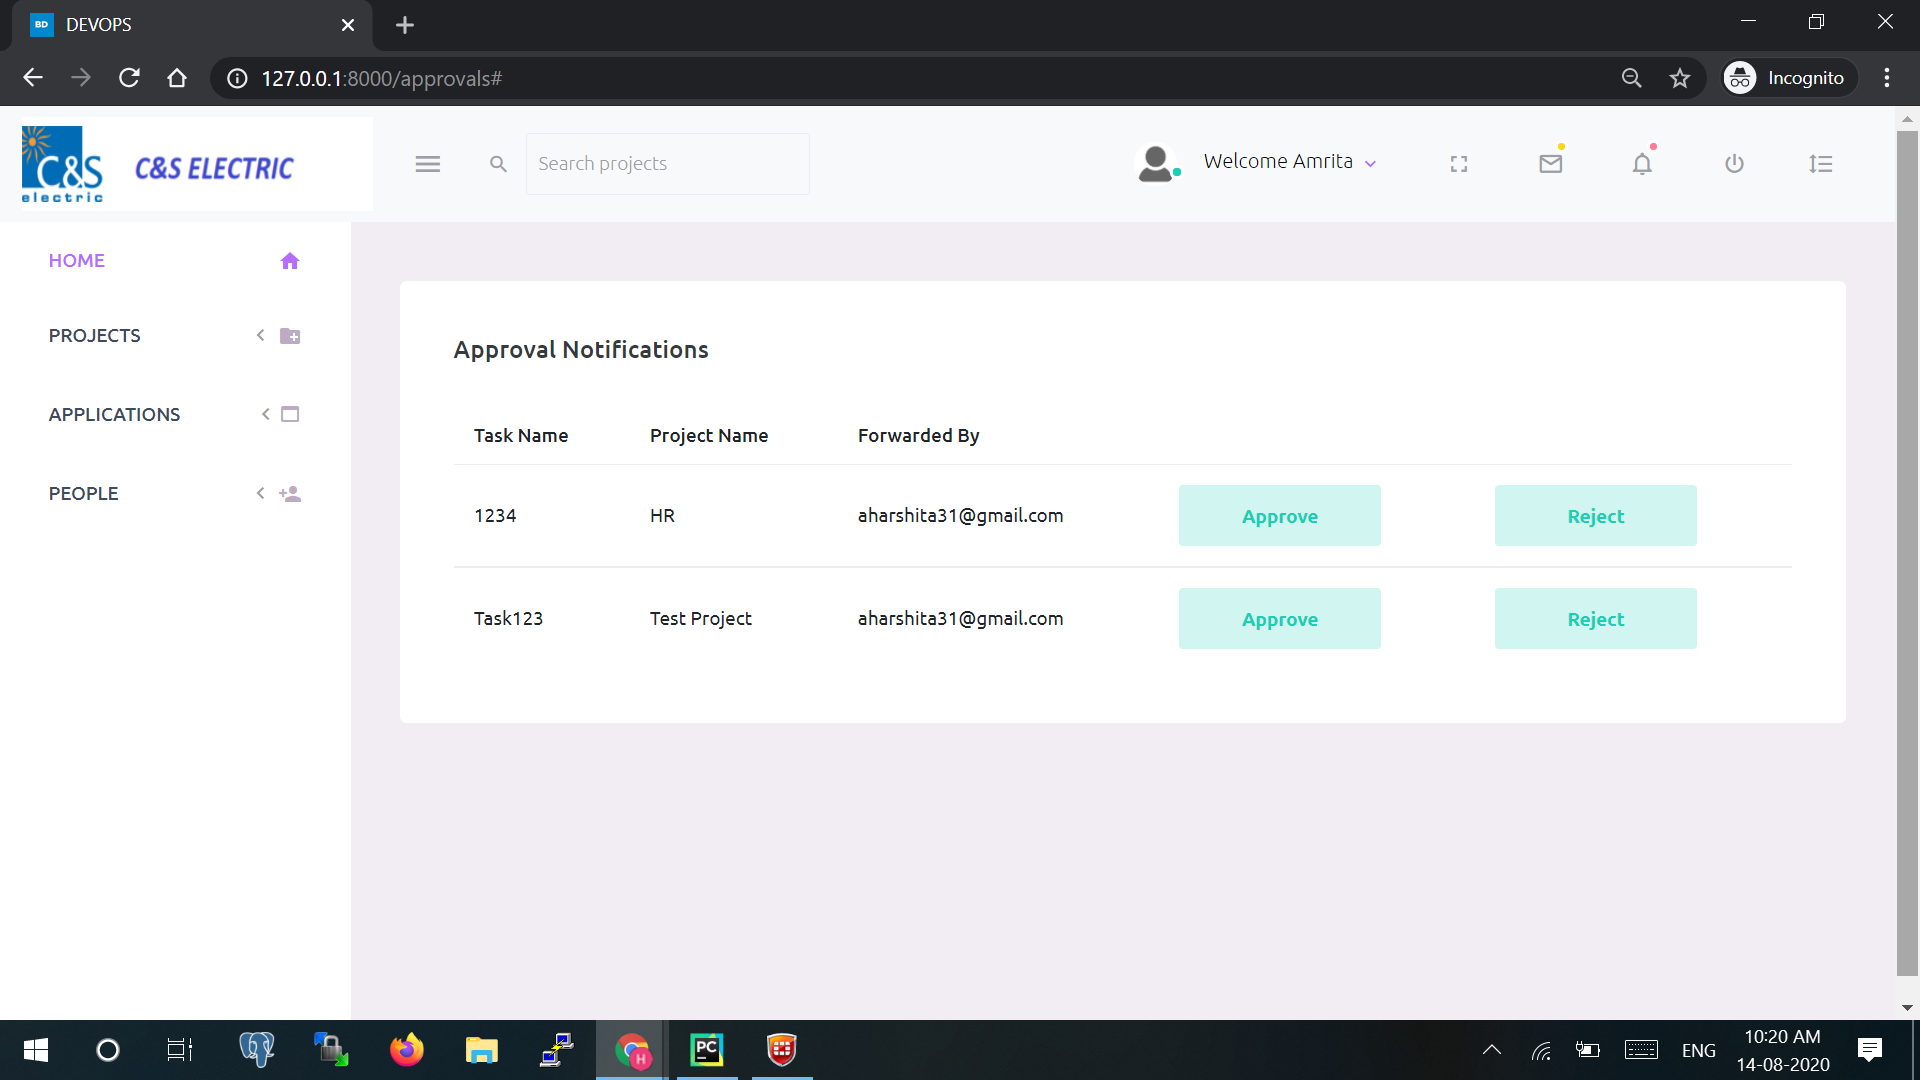 BD DEVOPS
127.0.0.1:8000/approvals#
Incognito
C&S
electric
C&S ELECTRIC
Search projects
Welcome Amrita
HOME
PROJECTS
APPLICATIONS
PEOPLE
Approval Notifications
Task Name Project Name Forwarded By
1234 HR aharshita31@gmail.com Approve Reject
Task123 Test Project aharshita31@gmail.com Approve Reject
H
PC
ENG
10:20 AM
14-08-2020